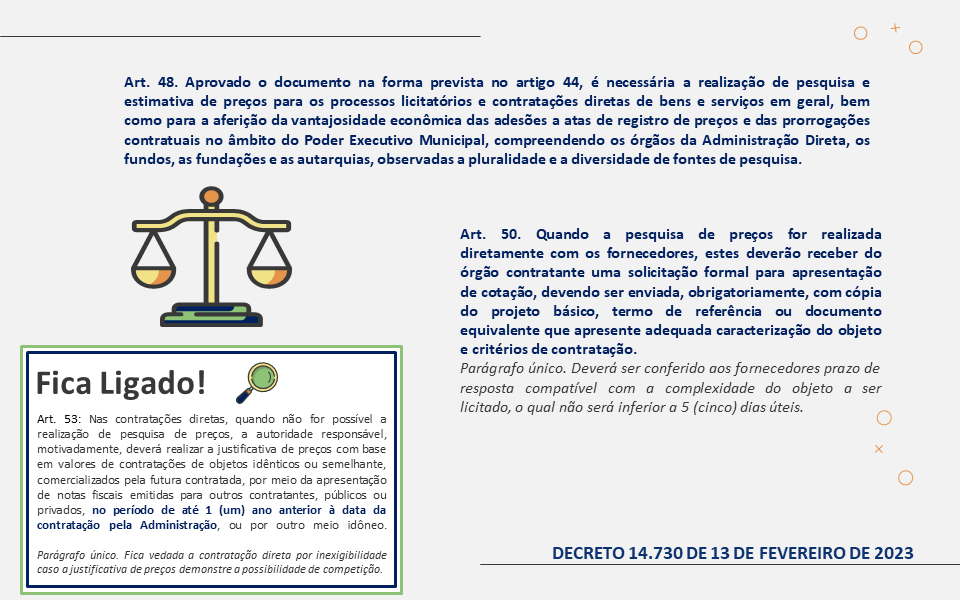 Art. 48. Aprovado o documento na forma prevista no artigo 44, é necessária a realização de pesquisa e
estimativa de preços para os processos licitatórios e contratações diretas de bens e serviços em geral, bem
como para a aferição da vantajosidade econômica das adesões a atas de registro de preços e das prorrogações
contratuais no âmbito do Poder Executivo Municipal, compreendendo os órgãos da Administração Direta, os
fundos, as fundações e as autarquias, observadas a pluralidade e a diversidade de fontes de pesquisa.
Art. 50. Quando a pesquisa de preços for realizada
diretamente com os fornecedores, estes deverão receber do
órgão contratante uma solicitação formal para apresentação
de cotação, devendo ser enviada, obrigatoriamente, com cópia
do projeto básico, termo de referência ou documento
equivalente que apresente adequada caracterização do objeto
e critérios de contratação.
Parágrafo único. Deverá ser conferido aos fornecedores prazo de
resposta compatível com a complexidade do objeto a ser
licitado, o qual não será inferior a 5 (cinco) dias úteis.
Fica Ligado!
Art. 53: Nas contratações diretas, quando não for possível a
realização de pesquisa de preços, a autoridade responsável,
motivadamente, deverá realizar a justificativa de preços com base
em valores de contratações de objetos idênticos ou semelhante,
comercializados pela futura contratada, por meio da apresentação
de notas fiscais emitidas para outros contratantes, públicos ou
privados, no período de até 1 (um) ano anterior à data da
contratação pela Administração, ou por outro meio idôneo.
Parágrafo único. Fica vedada a contratação direta por inexigibilidade
caso a justificativa de preços demonstre a possibilidade de competição.
DECRETO 14.730 DE 13 DE FEVEREIRO DE 2023